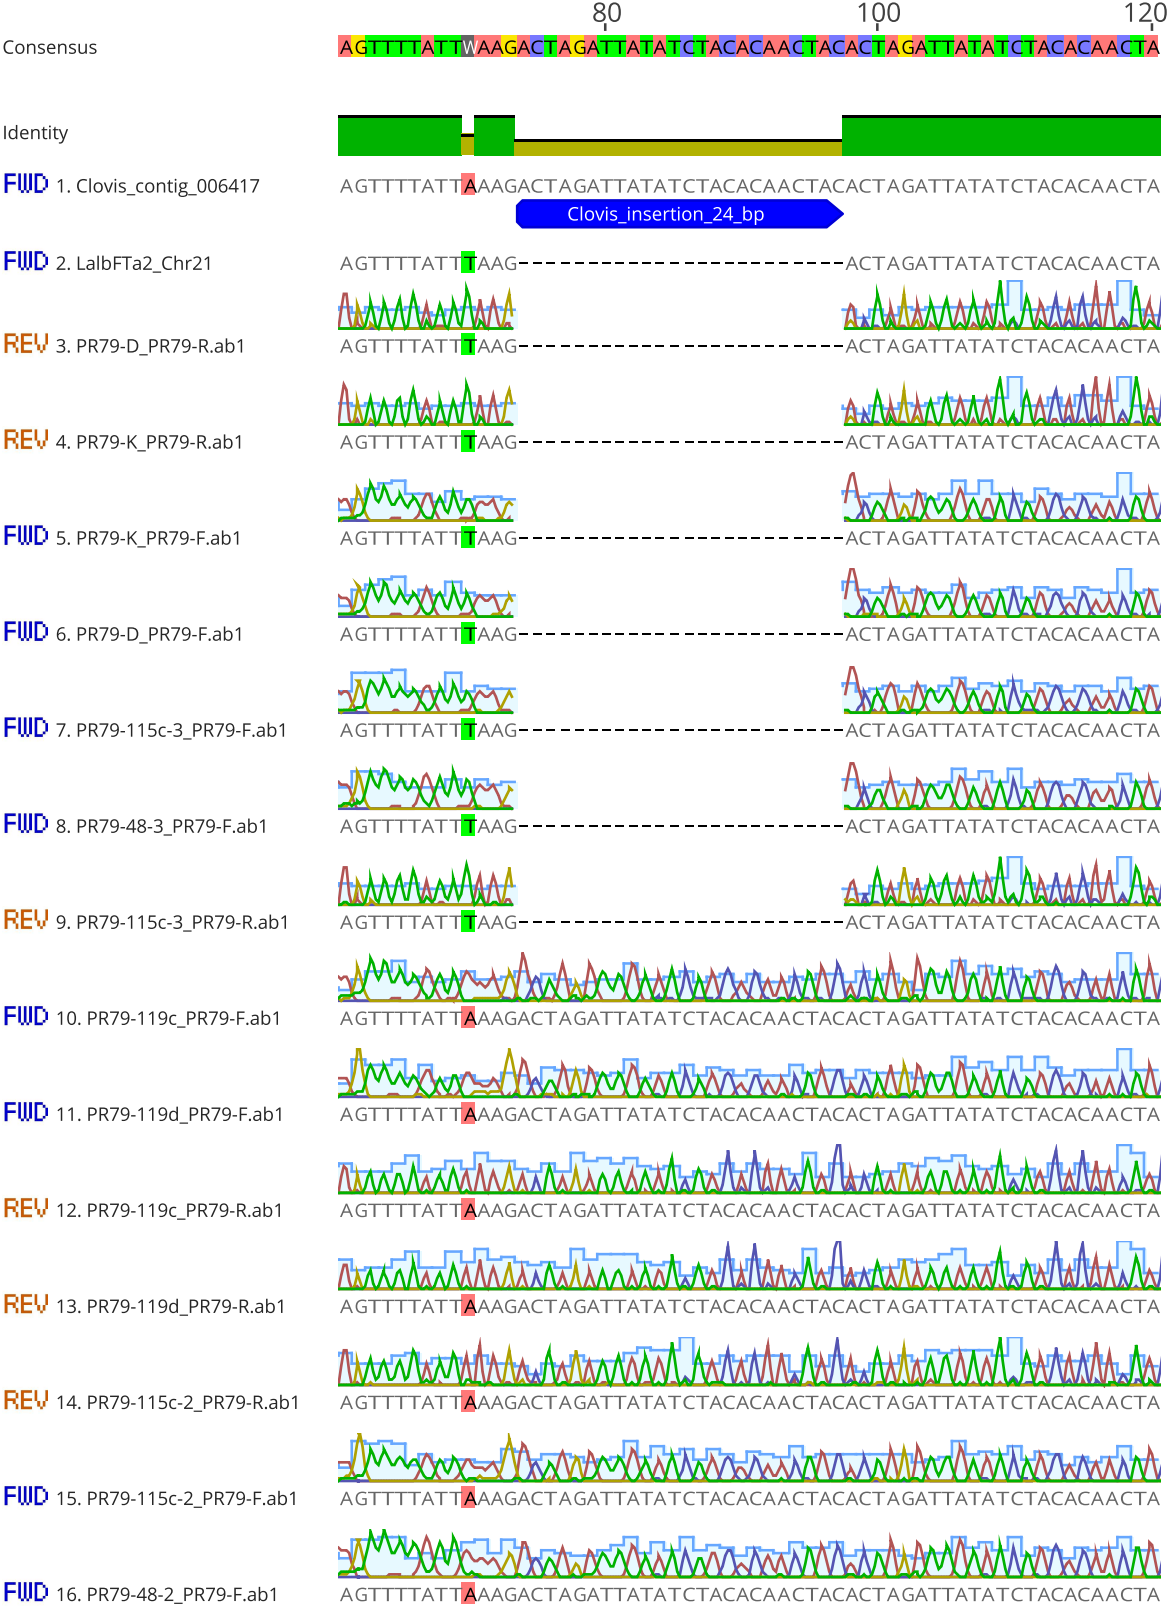 80 100 120
Consensus AGTTTTATTWAAGACTAGATTATATCTACACAACTACACTAGATTATATCTACACAACTA
Identity
FWD 1. Clovis_contig_006417 AGTTTTATTAAAGACTAGATTATATCTACACAACTACACTAGATTATATCTACACAACTA
Clovis_insertion_24_bp
FWD 2. LalbFTa2_Chr21 AGTTTTATTTAAG------------------------ACTAGATTATATCTACACAACTA
REV 3. PR79-D_PR79-R.ab1 AGTTTTATTTAAG------------------------ACTAGATTATATCTACACAACTA
REV 4. PR79-K_PR79-R.ab1 AGTTTTATTTAAG------------------------ACTAGATTATATCTACACAACTA
FWD 5. PR79-K_PR79-F.ab1 AGTTTTATTTAAG------------------------ACTAGATTATATCTACACAACTA
FWD 6. PR79-D_PR79-F.ab1 AGTTTTATTTAAG------------------------ACTAGATTATATCTACACAACTA
FWD 7. PR79-115c-3_PR79-F.ab1 AGTTTTATTTAAG------------------------ACTAGATTATATCTACACAACTA
FWD 8. PR79-48-3_PR79-F.ab1 AGTTTTATTTAAG------------------------ACTAGATTATATCTACACAACTA
REV 9. PR79-115c-3_PR79-R.ab1 AGTTTTATTTAAG------------------------ACTAGATTATATCTACACAACTA
FWD 10. PR79-119c_PR79-F.ab1 AGTTTTATTAAAGACTAGATTATATCTACACAACTACACTAGATTATATCTACACAACTA
FWD 11. PR79-119d_PR79-F.ab1 AGTTTTATTAAAGACTAGATTATATCTACACAACTACACTAGATTATATCTACACAACTA
REV 12. PR79-119c_PR79-R.ab1 AGTTTTATTAAAGACTAGATTATATCTACACAACTACACTAGATTATATCTACACAACTA
REV 13. PR79-119d_PR79-R.ab1 AGTTTTATTAAAGACTAGATTATATCTACACAACTACACTAGATTATATCTACACAACTA
REV 14. PR79-115c-2_PR79-R.ab1 AGTTTTATTAAAGACTAGATTATATCTACACAACTACACTAGATTATATCTACACAACTA
FWD 15. PR79-115c-2_PR79-F.ab1 AGTTTTATTAAAGACTAGATTATATCTACACAACTACACTAGATTATATCTACACAACTA
FWD 16. PR79-48-2_PR79-F.ab1 AGTTTTATTAAAGACTAGATTATATCTACACAACTACACTAGATTATATCTACACAACTA